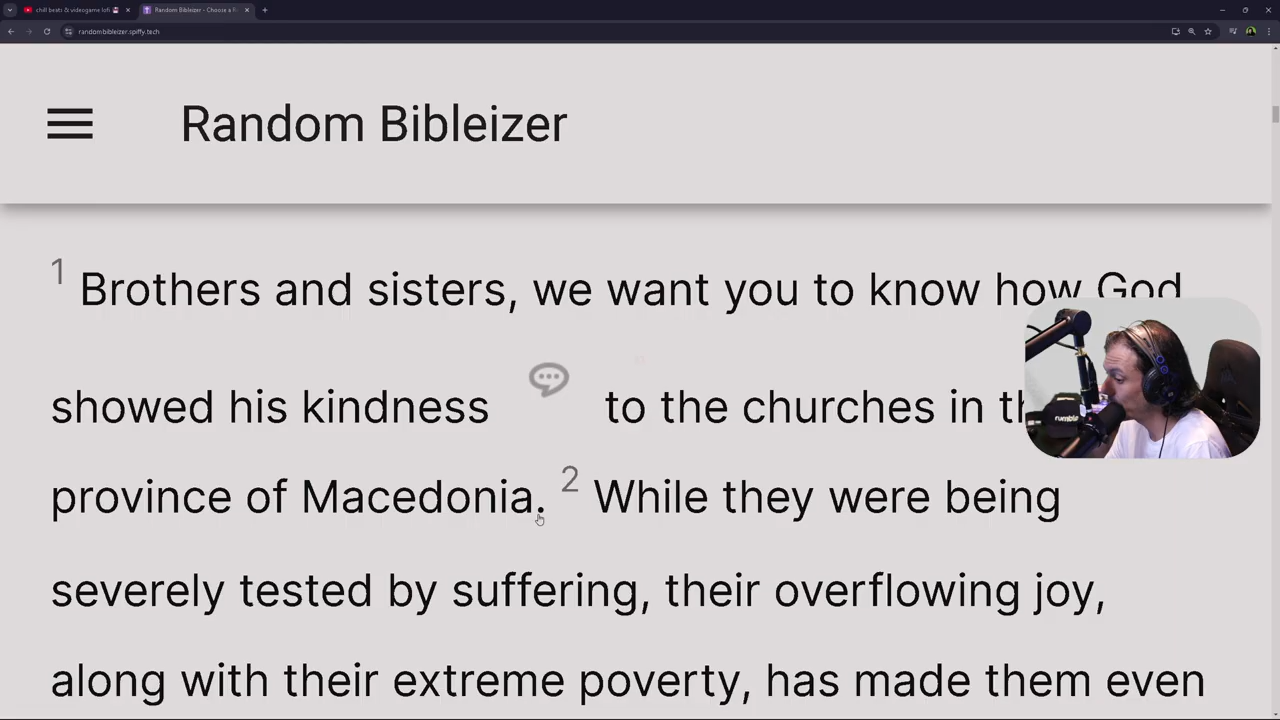 chill beats & videogame lofi
Random Bibleizer - Choose a R
randombibleizer.spiffy.tech
Random Bibleizer
1 Brothers and sisters, we want you to know how God
showed his kindness to the churches in th
province of Macedonia. 2 While they were being
severely tested by suffering, their overflowing joy,
along with their extreme poverty, has made them even
rumble